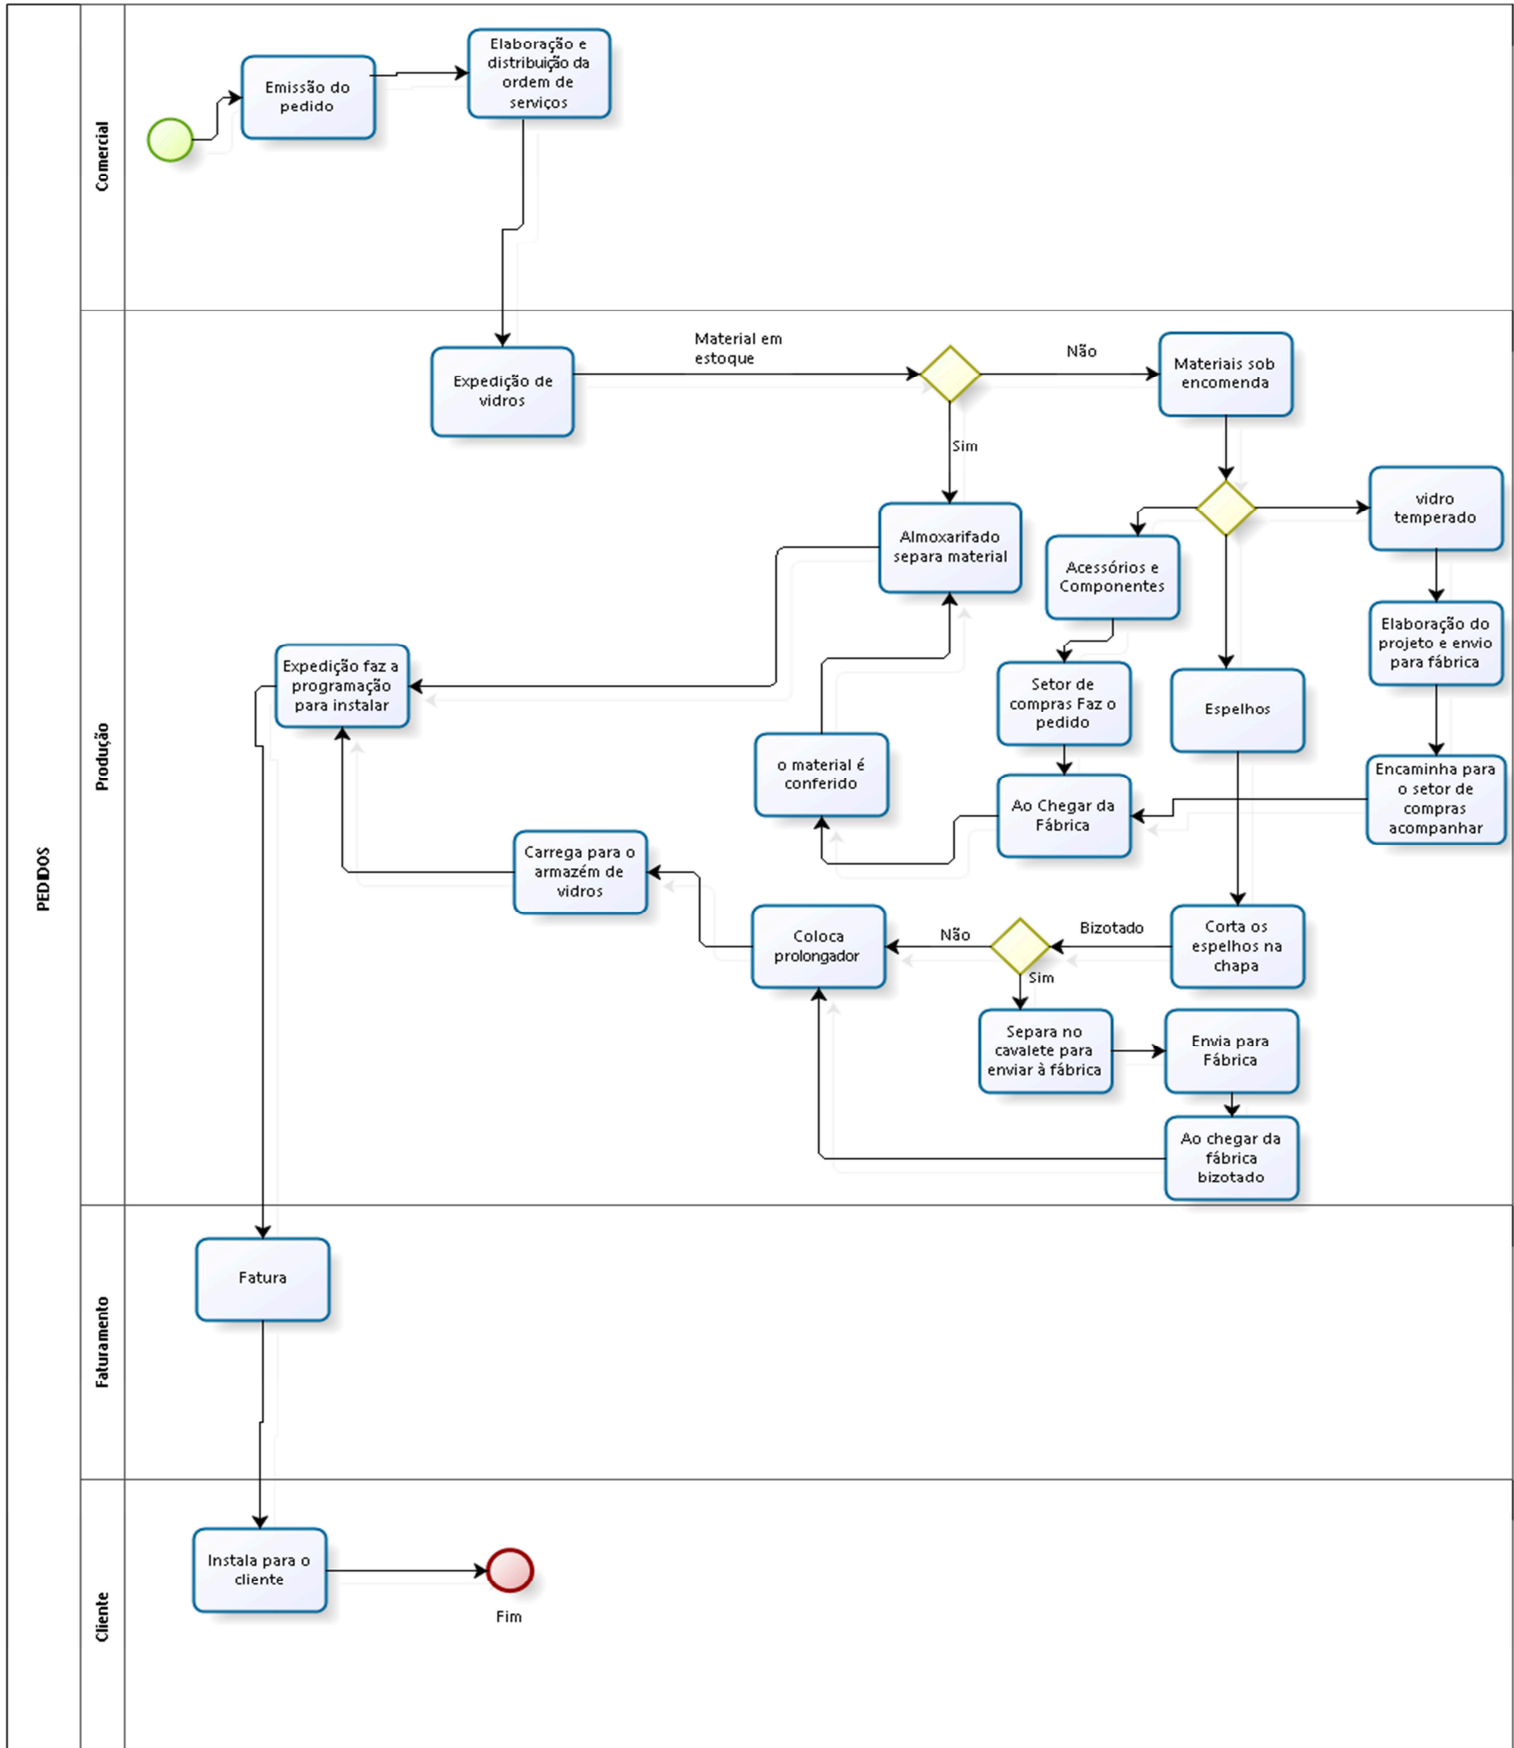 PEDIDOS
Comercial
Emissão do
pedido
Elaboração e
distribuição da
ordem de
serviços
Produção
Expedição de
vidros
Material em
estoque
Não
Materiais sob
encomenda
Sim
Almoxarifado
separa material
Acessórios e
Componentes
vidro
temperado
Elaboração do
projeto e envio
para fábrica
Expedição faz a
programação
para instalar
Setor de
compras Faz o
pedido
Espelhos
o material é
conferido
Ao Chegar da
Fábrica
Encaminha para
o setor de
compras
acompanhar
Carrega para o
armazém de
vidros
Coloca
prolongador
Não
Bizotado
Corta os
espelhos na
chapa
Sim
Separa no
cavalete para
enviar à fábrica
Envia para
Fábrica
Ao chegar da
fábrica
bizotado
Faturamento
Fatura
Cliente
Instala para o
cliente
Fim